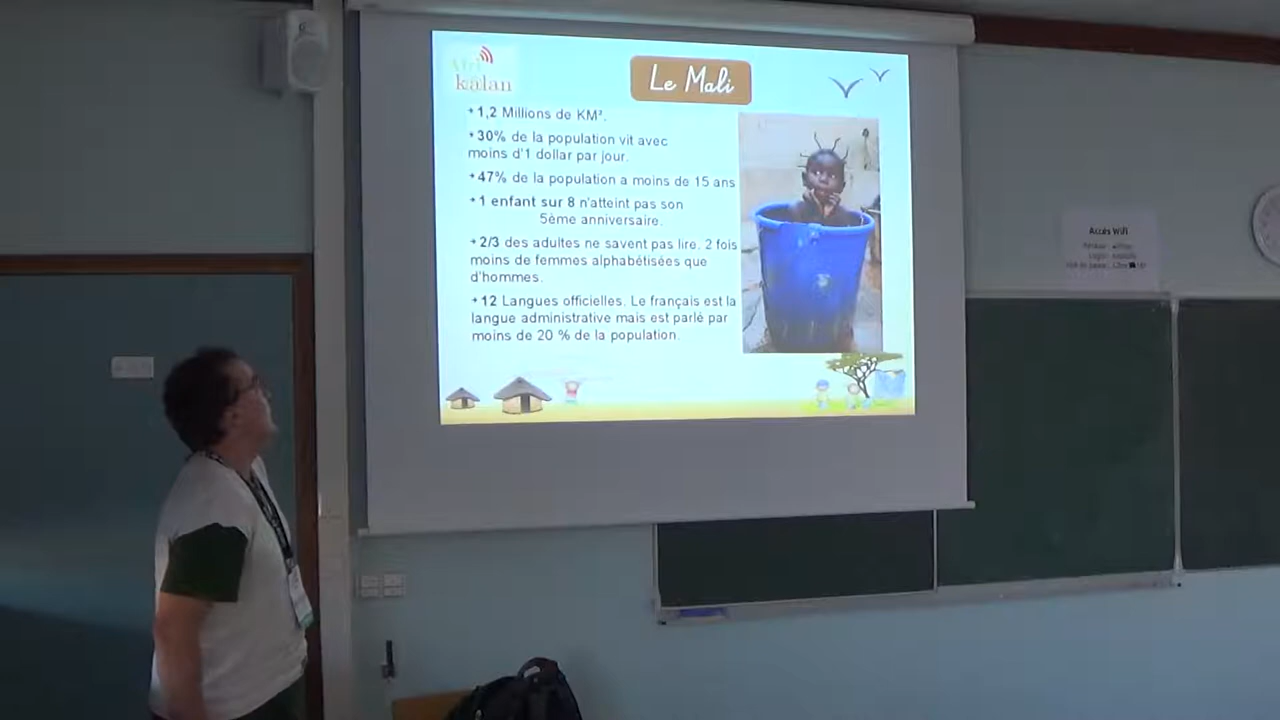 Afri
kalan
Le Mali
+ 1,2 Millions de KM².
+ 30% de la population vit avec
moins d'1 dollar par jour.
+ 47% de la population a moins de 15 ans
+ 1 enfant sur 8 n'atteint pas son
5ème anniversaire.
+ 2/3 des adultes ne savent pas lire. 2 fois
moins de femmes alphabétisées que
d'hommes.
+ 12 Langues officielles. Le français est la
langue administrative mais est parlé par
moins de 20 % de la population.
Accès Wifi